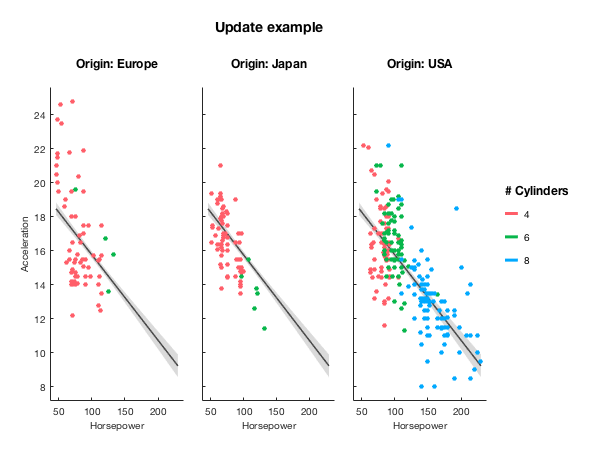 Update example
Origin: Europe
Origin: Japan
Origin: USA
Acceleration
24
22
20
18
16
14
12
10
8
50 100 150 200
50 100 150 200
50 100 150 200
Horsepower
Horsepower
Horsepower
# Cylinders
4
6
8